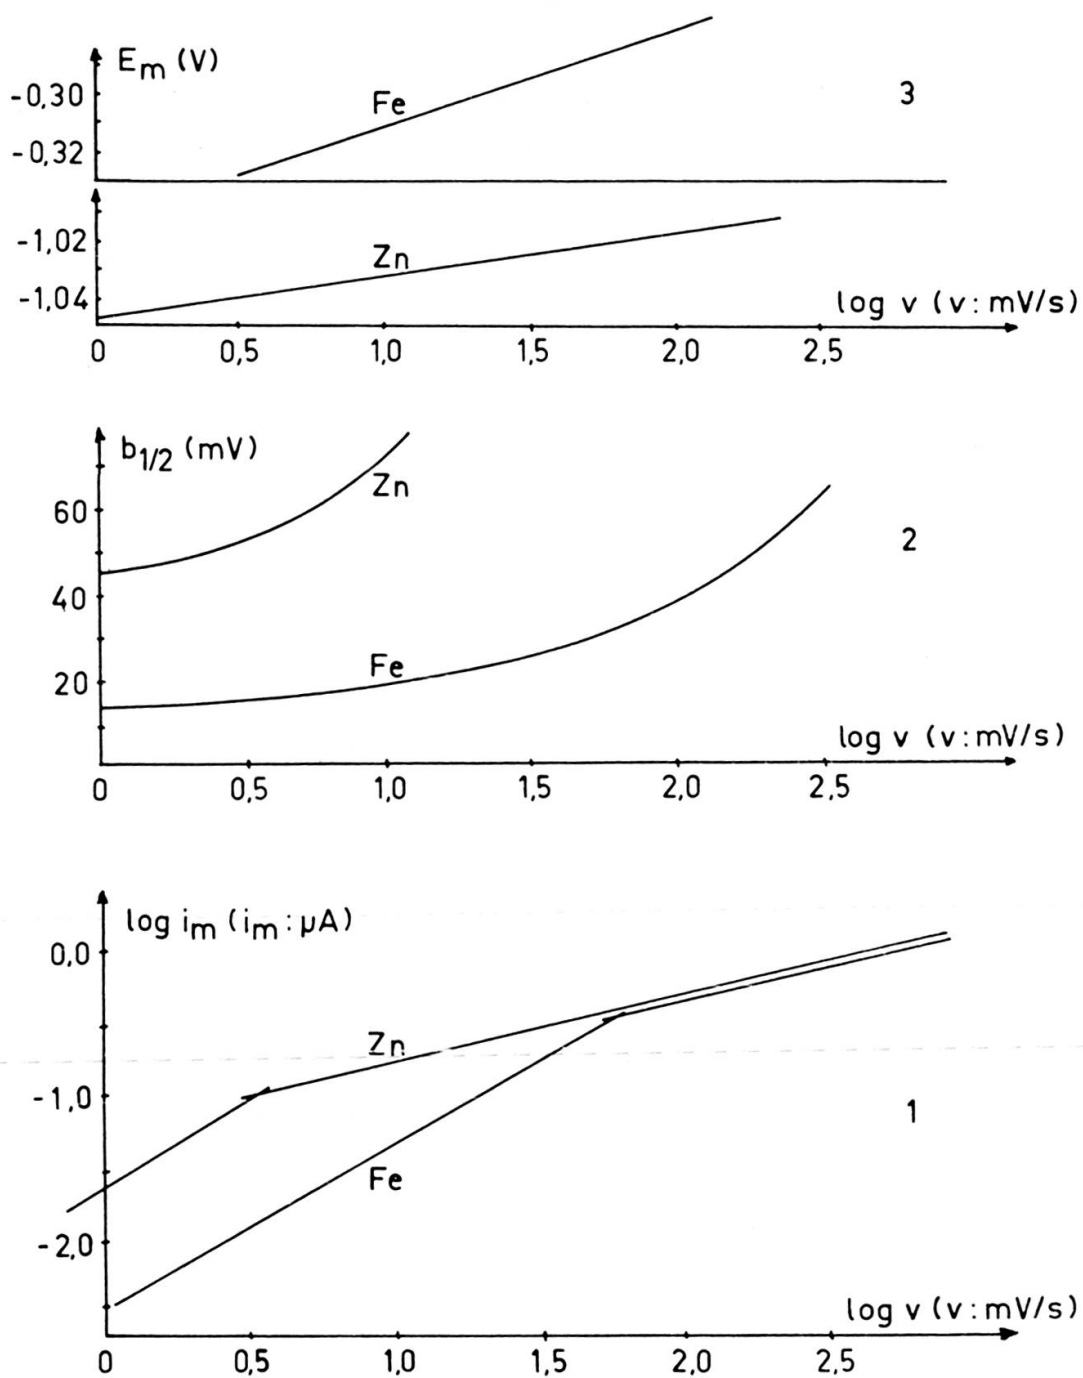 E_m (V)
-0,30
Fe
3
-0,32
-1,02
Zn
-1,04
log v (v : mV/s)
0 0,5 1,0 1,5 2,0 2,5
b_1/2 (mV)
Zn
60
2
40
Fe
20
log v (v : mV/s)
0 0,5 1,0 1,5 2,0 2,5
log i_m (i_m : μA)
0,0
Zn
-1,0
1
Fe
-2,0
log v (v : mV/s)
0 0,5 1,0 1,5 2,0 2,5